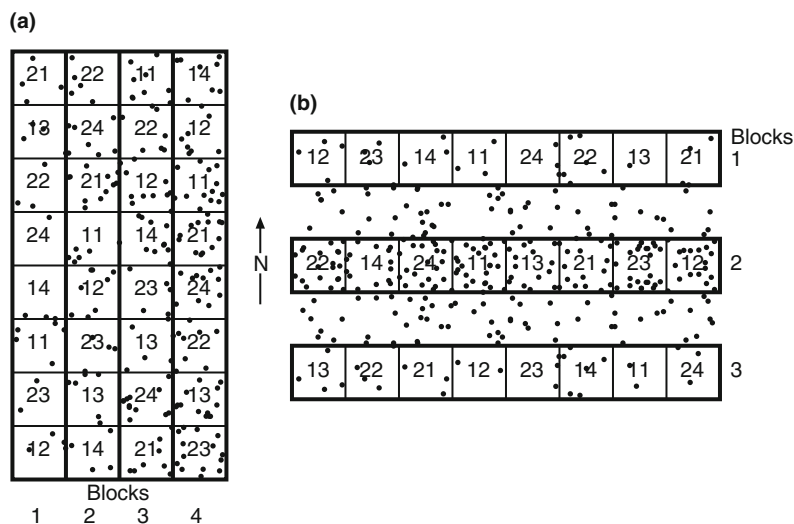 (a)
21 22 11 14
13 24 22 12
22 21 12 11
24 11 14 21
14 12 23 24
11 23 13 22
23 13 24 13
12 14 21 23
Blocks
1 2 3 4
N
(b)
Blocks
12 23 14 11 24 22 13 21 1
22 14 24 11 13 21 23 12 2
13 22 21 12 23 14 11 24 3